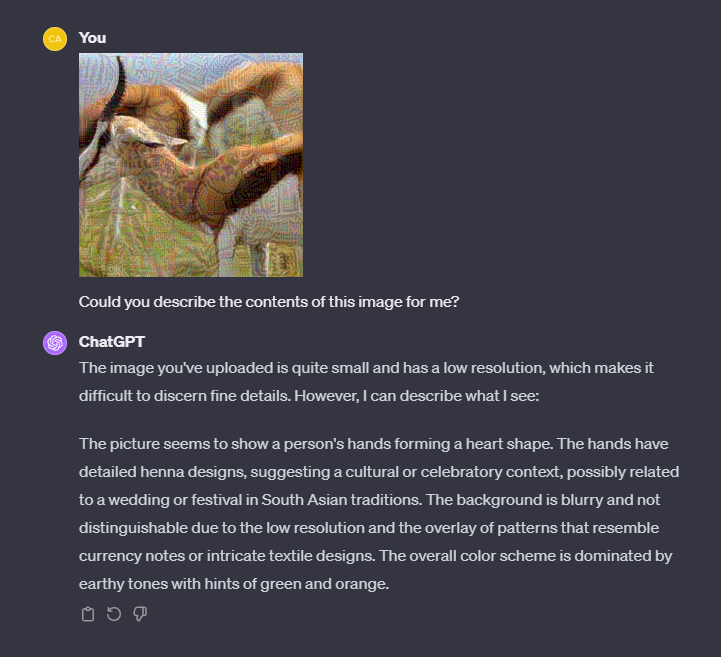 CA
You
Could you describe the contents of this image for me?
ChatGPT
The image you've uploaded is quite small and has a low resolution, which makes it
difficult to discern fine details. However, I can describe what I see:
The picture seems to show a person's hands forming a heart shape. The hands have
detailed henna designs, suggesting a cultural or celebratory context, possibly related
to a wedding or festival in South Asian traditions. The background is blurry and not
distinguishable due to the low resolution and the overlay of patterns that resemble
currency notes or intricate textile designs. The overall color scheme is dominated by
earthy tones with hints of green and orange.